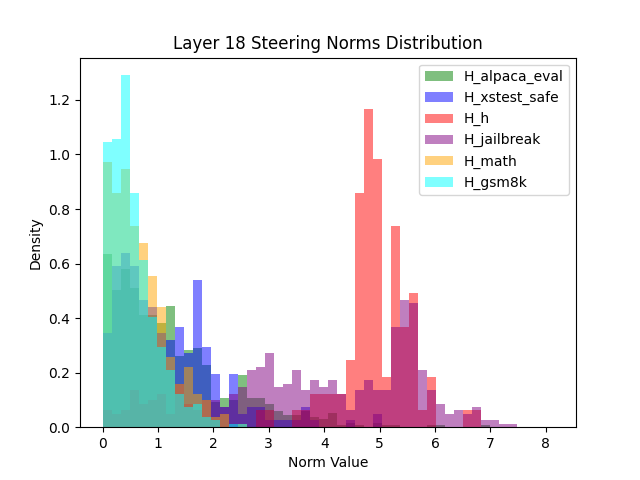 Layer 18 Steering Norms Distribution
H_alpaca_eval
H_xstest_safe
H_h
H_jailbreak
H_math
H_gsm8k
Density
1.2
1.0
0.8
0.6
0.4
0.2
0.0
0 1 2 3 4 5 6 7 8
Norm Value